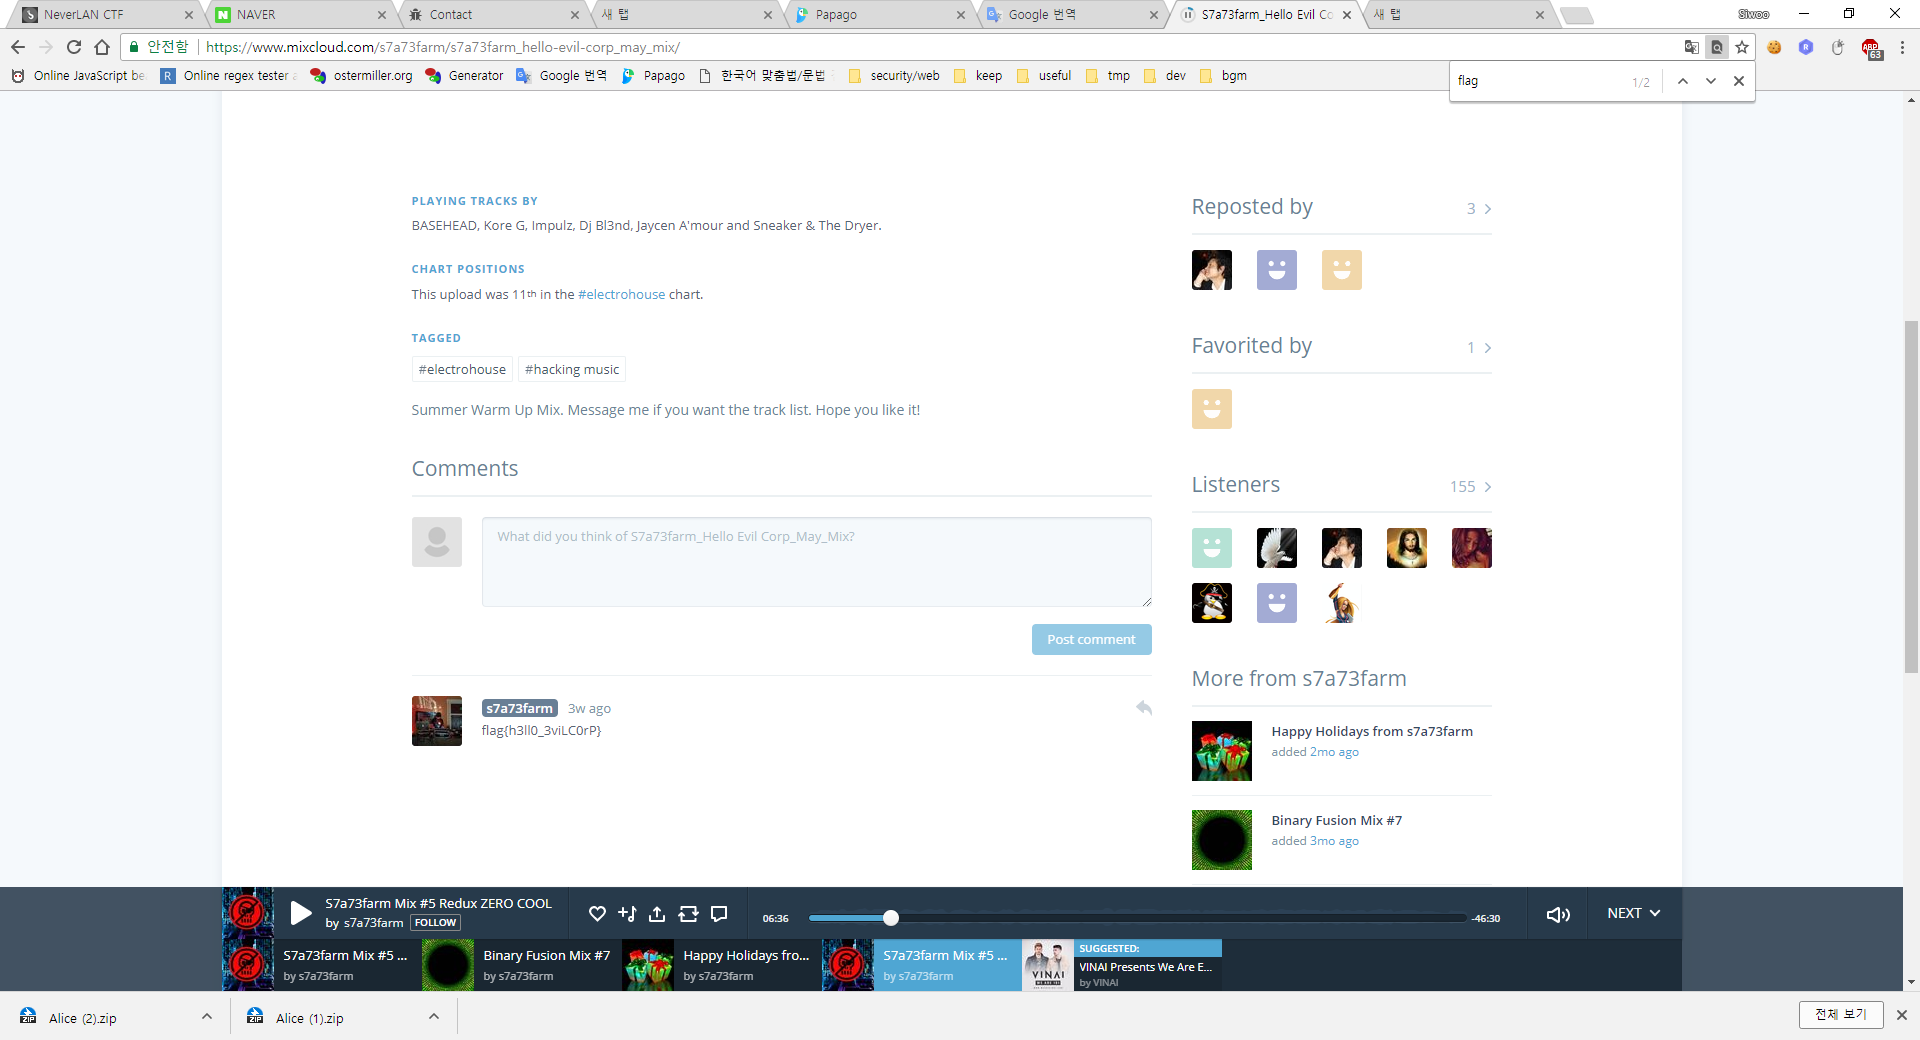 NeverLAN CTF
NAVER
Contact
새 탭
Papago
Google 번역
S7a73farm_Hello Evil Co
새 탭
Siwoo
안전함
https://www.mixcloud.com/s7a73farm/s7a73farm_hello-evil-corp_may_mix/
Online JavaScript be
Online regex tester a
ostermiller.org
Generator
Google 번역
Papago
한국어 맞춤법/문법
security/web
keep
useful
tmp
dev
bgm
ABP
63
flag
1/2
PLAYING TRACKS BY
BASEHEAD, Kore G, Impulz, Dj Bl3nd, Jaycen A'mour and Sneaker & The Dryer.
CHART POSITIONS
This upload was 11th in the #electrohouse chart.
TAGGED
#electrohouse
#hacking music
Summer Warm Up Mix. Message me if you want the track list. Hope you like it!
Comments
What did you think of S7a73farm_Hello Evil Corp_May_Mix?
Post comment
s7a73farm 3w ago
flag{h3ll0_3viLC0rP}
Reposted by
3
Favorited by
1
Listeners
155
More from s7a73farm
Happy Holidays from s7a73farm
added 2mo ago
Binary Fusion Mix #7
added 3mo ago
S7a73farm Mix #5 Redux ZERO COOL
by s7a73farm FOLLOW
06:36
-46:30
NEXT
S7a73farm Mix #5 ...
by s7a73farm
Binary Fusion Mix #7
by s7a73farm
Happy Holidays fro...
by s7a73farm
S7a73farm Mix #5 ...
by s7a73farm
VINAI
SUGGESTED:
VINAI Presents We Are E...
by VINAI
ZIP
Alice (2).zip
ZIP
Alice (1).zip
전체 보기